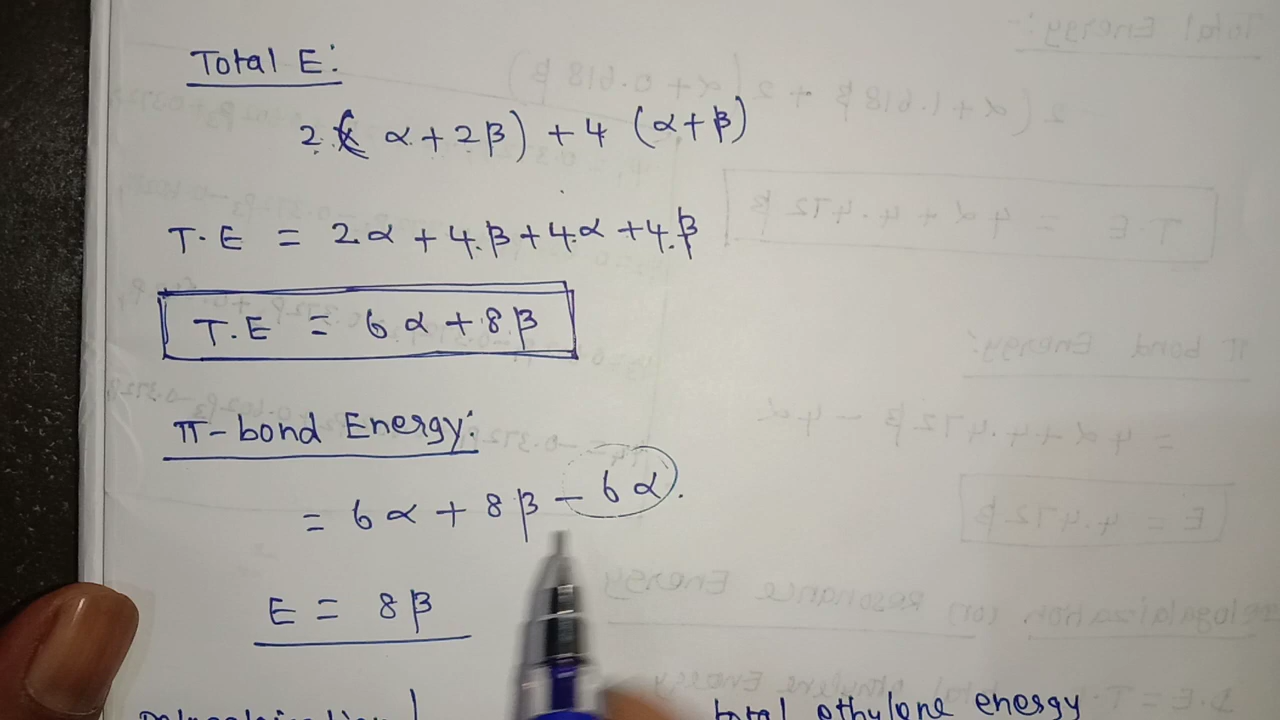 Total E:
2( α + 2β) + 4 (α+β)
T.E = 2α + 4β + 4α + 4β
T.E = 6α + 8β
π-bond Energy:
= 6α + 8β - 6α.
E = 8β
total ethylene energy